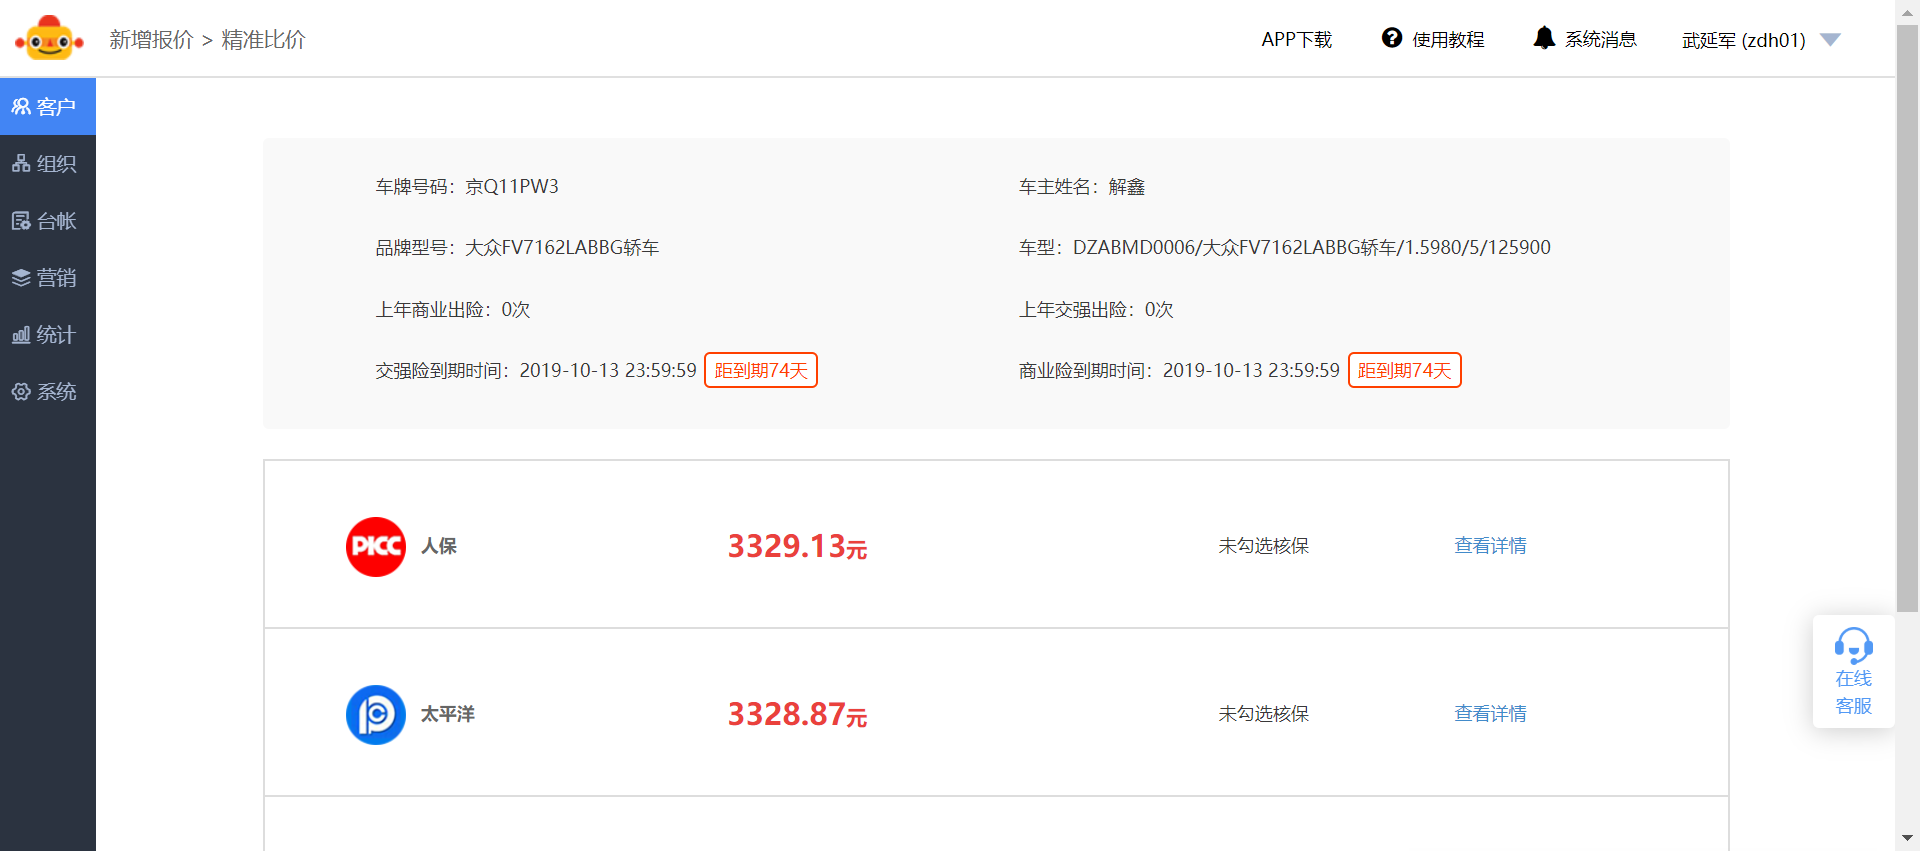 新增报价 > 精准比价
APP下载
使用教程
系统消息
武延军 (zdh01)
客户
组织
台帐
营销
统计
系统
车牌号码：京Q11PW3
车主姓名：解鑫
品牌型号：大众FV7162LABBG轿车
车型：DZABMD0006/大众FV7162LABBG轿车/1.5980/5/125900
上年商业出险：0次
上年交强出险：0次
交强险到期时间：2019-10-13 23:59:59 距到期74天
商业险到期时间：2019-10-13 23:59:59 距到期74天
PICC 人保
3329.13元
未勾选核保
查看详情
太平洋
3328.87元
未勾选核保
查看详情
在线
客服